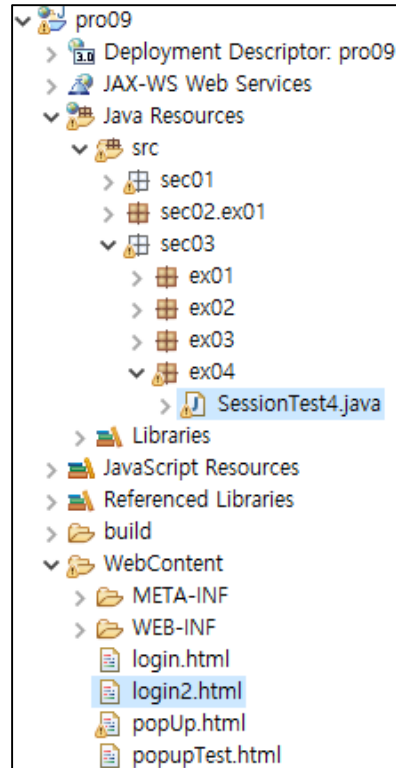 pro09
Deployment Descriptor: pro09
JAX-WS Web Services
Java Resources
src
sec01
sec02.ex01
sec03
ex01
ex02
ex03
ex04
SessionTest4.java
Libraries
JavaScript Resources
Referenced Libraries
build
WebContent
META-INF
WEB-INF
login.html
login2.html
popUp.html
popupTest.html